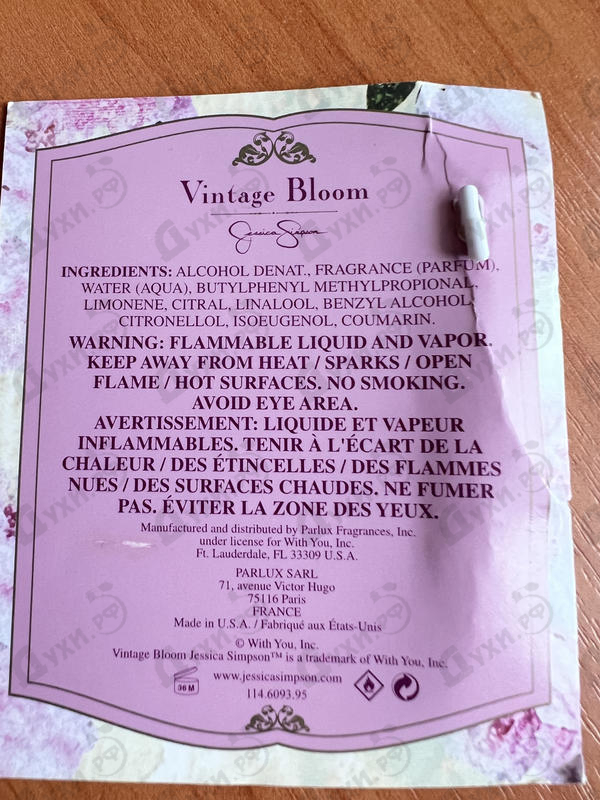 Vintage Bloom
Jessica Simpson
INGREDIENTS: ALCOHOL DENAT., FRAGRANCE (PARFUM),
WATER (AQUA), BUTYLPHENYL METHYLPROPIONAL,
LIMONENE, CITRAL, LINALOOL, BENZYL ALCOHOL,
CITRONELLOL, ISOEUGENOL, COUMARIN.
WARNING: FLAMMABLE LIQUID AND VAPOR.
KEEP AWAY FROM HEAT / SPARKS / OPEN
FLAME / HOT SURFACES. NO SMOKING.
AVOID EYE AREA.
AVERTISSEMENT: LIQUIDE ET VAPEUR
INFLAMMABLES. TENIR À L'ÉCART DE LA
CHALEUR / DES ÉTINCELLES / DES FLAMMES
NUES / DES SURFACES CHAUDES. NE FUMER
PAS. ÉVITER LA ZONE DES YEUX.
Manufactured and distributed by Parlux Fragrances, Inc.
under license for With You, Inc.
Ft. Lauderdale, FL 33309 U.S.A.
PARLUX SARL
71, avenue Victor Hugo
75116 Paris
FRANCE
Made in U.S.A. / Fabriqué aux États-Unis
© With You, Inc.
Vintage Bloom Jessica Simpson™ is a trademark of With You, Inc.
www.jessicasimpson.com
36 M
114.6093.95
Духи.рф